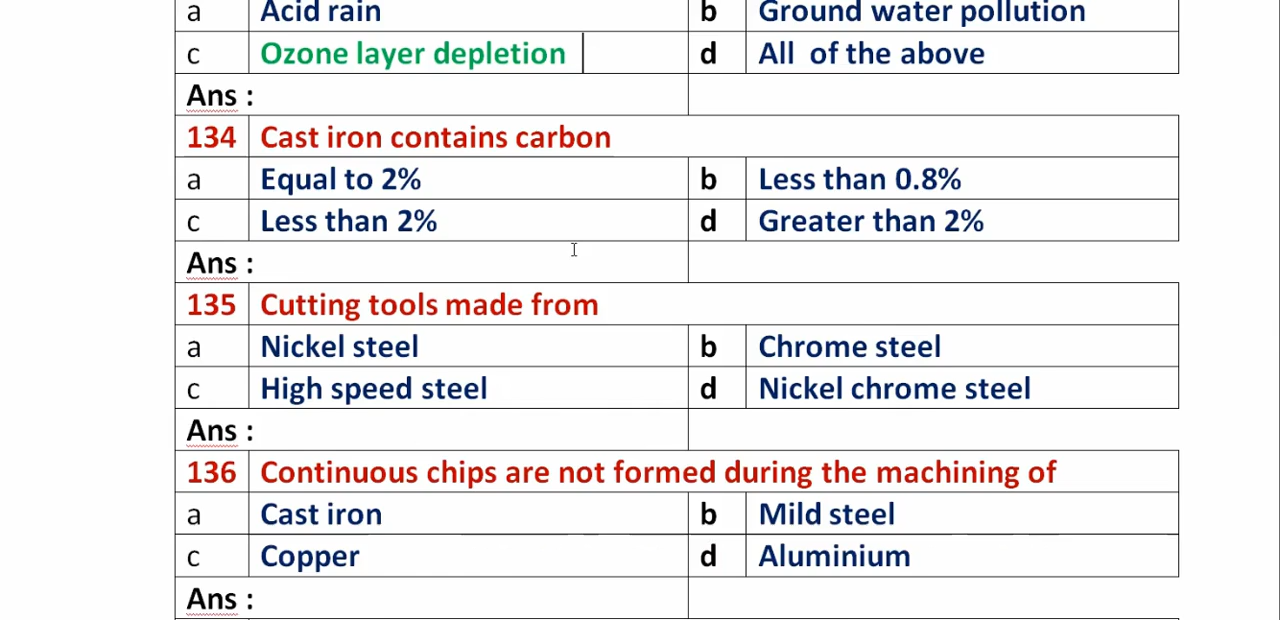 a Acid rain b Ground water pollution
c Ozone layer depletion d All of the above
Ans :
134 Cast iron contains carbon
a Equal to 2% b Less than 0.8%
c Less than 2% d Greater than 2%
Ans :
135 Cutting tools made from
a Nickel steel b Chrome steel
c High speed steel d Nickel chrome steel
Ans :
136 Continuous chips are not formed during the machining of
a Cast iron b Mild steel
c Copper d Aluminium
Ans :